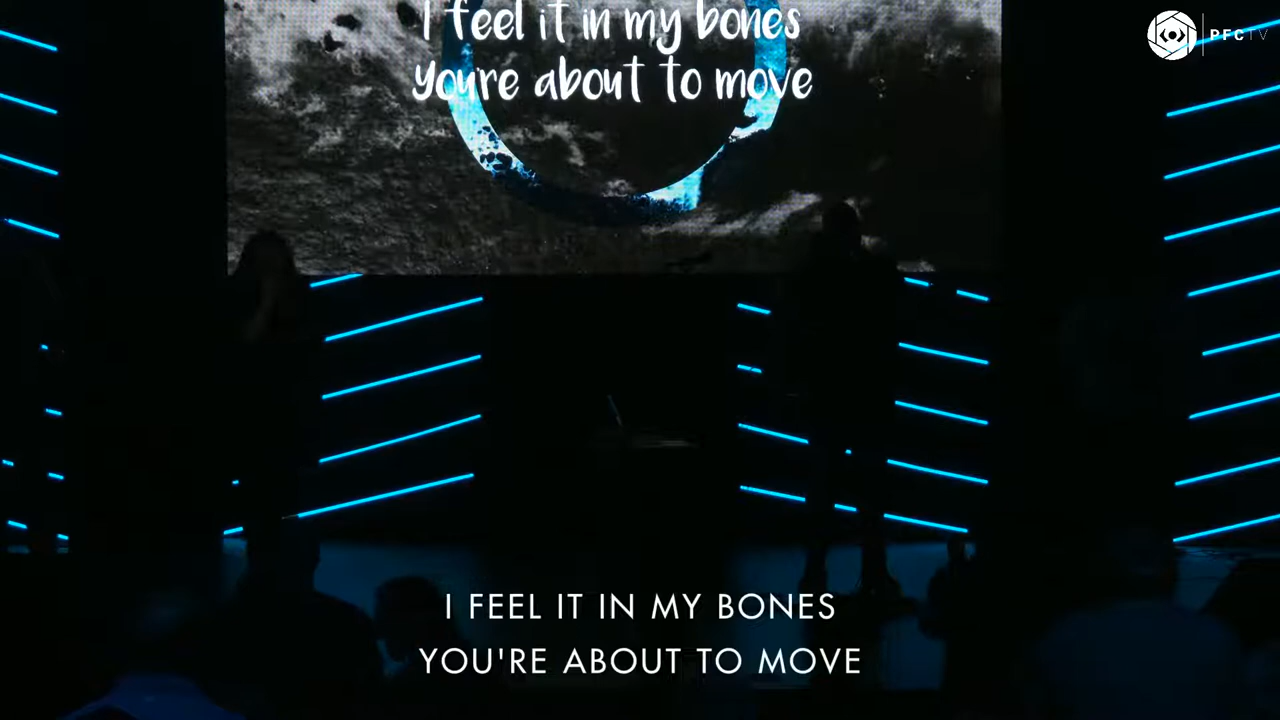 PFCTV
I feel it in my bones
you're about to move
I FEEL IT IN MY BONES
YOU'RE ABOUT TO MOVE